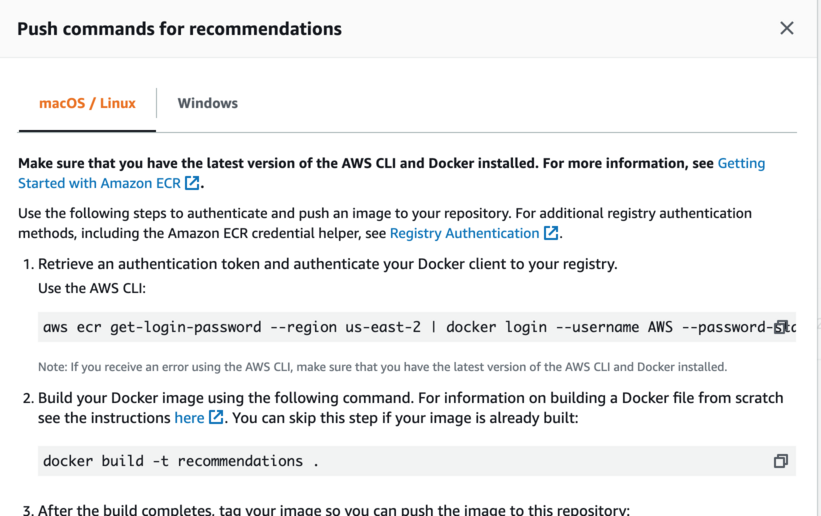 Push commands for recommendations
macOS / Linux
Windows
Make sure that you have the latest version of the AWS CLI and Docker installed. For more information, see Getting
Started with Amazon ECR.
Use the following steps to authenticate and push an image to your repository. For additional registry authentication
methods, including the Amazon ECR credential helper, see Registry Authentication.
1. Retrieve an authentication token and authenticate your Docker client to your registry.
Use the AWS CLI:
aws ecr get-login-password --region us-east-2 | docker login --username AWS
Note: If you receive an error using the AWS CLI, make sure that you have the latest version of the AWS CLI and Docker installed.
2. Build your Docker image using the following command. For information on building a Docker file from scratch
see the instructions here. You can skip this step if your image is already built:
docker build -t recommendations .
3. After the build completes, tag your image so you can push the image to this repository: